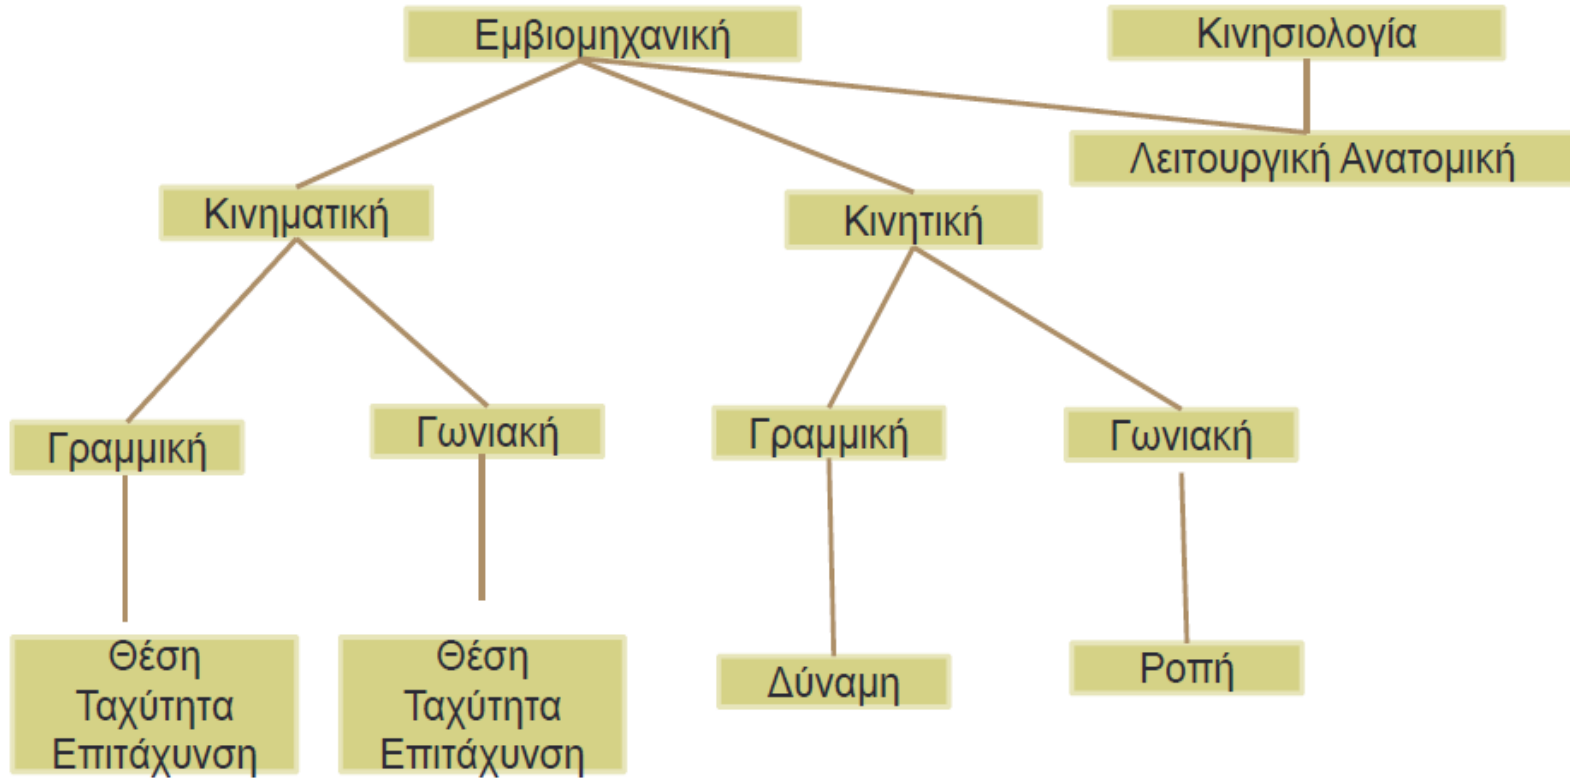 Εμβιομηχανική
Κινησιολογία
Λειτουργική Ανατομική
Κινηματική
Κινητική
Γραμμική
Γωνιακή
Γραμμική
Γωνιακή
Θέση
Ταχύτητα
Επιτάχυνση
Θέση
Ταχύτητα
Επιτάχυνση
Δύναμη
Ροπή